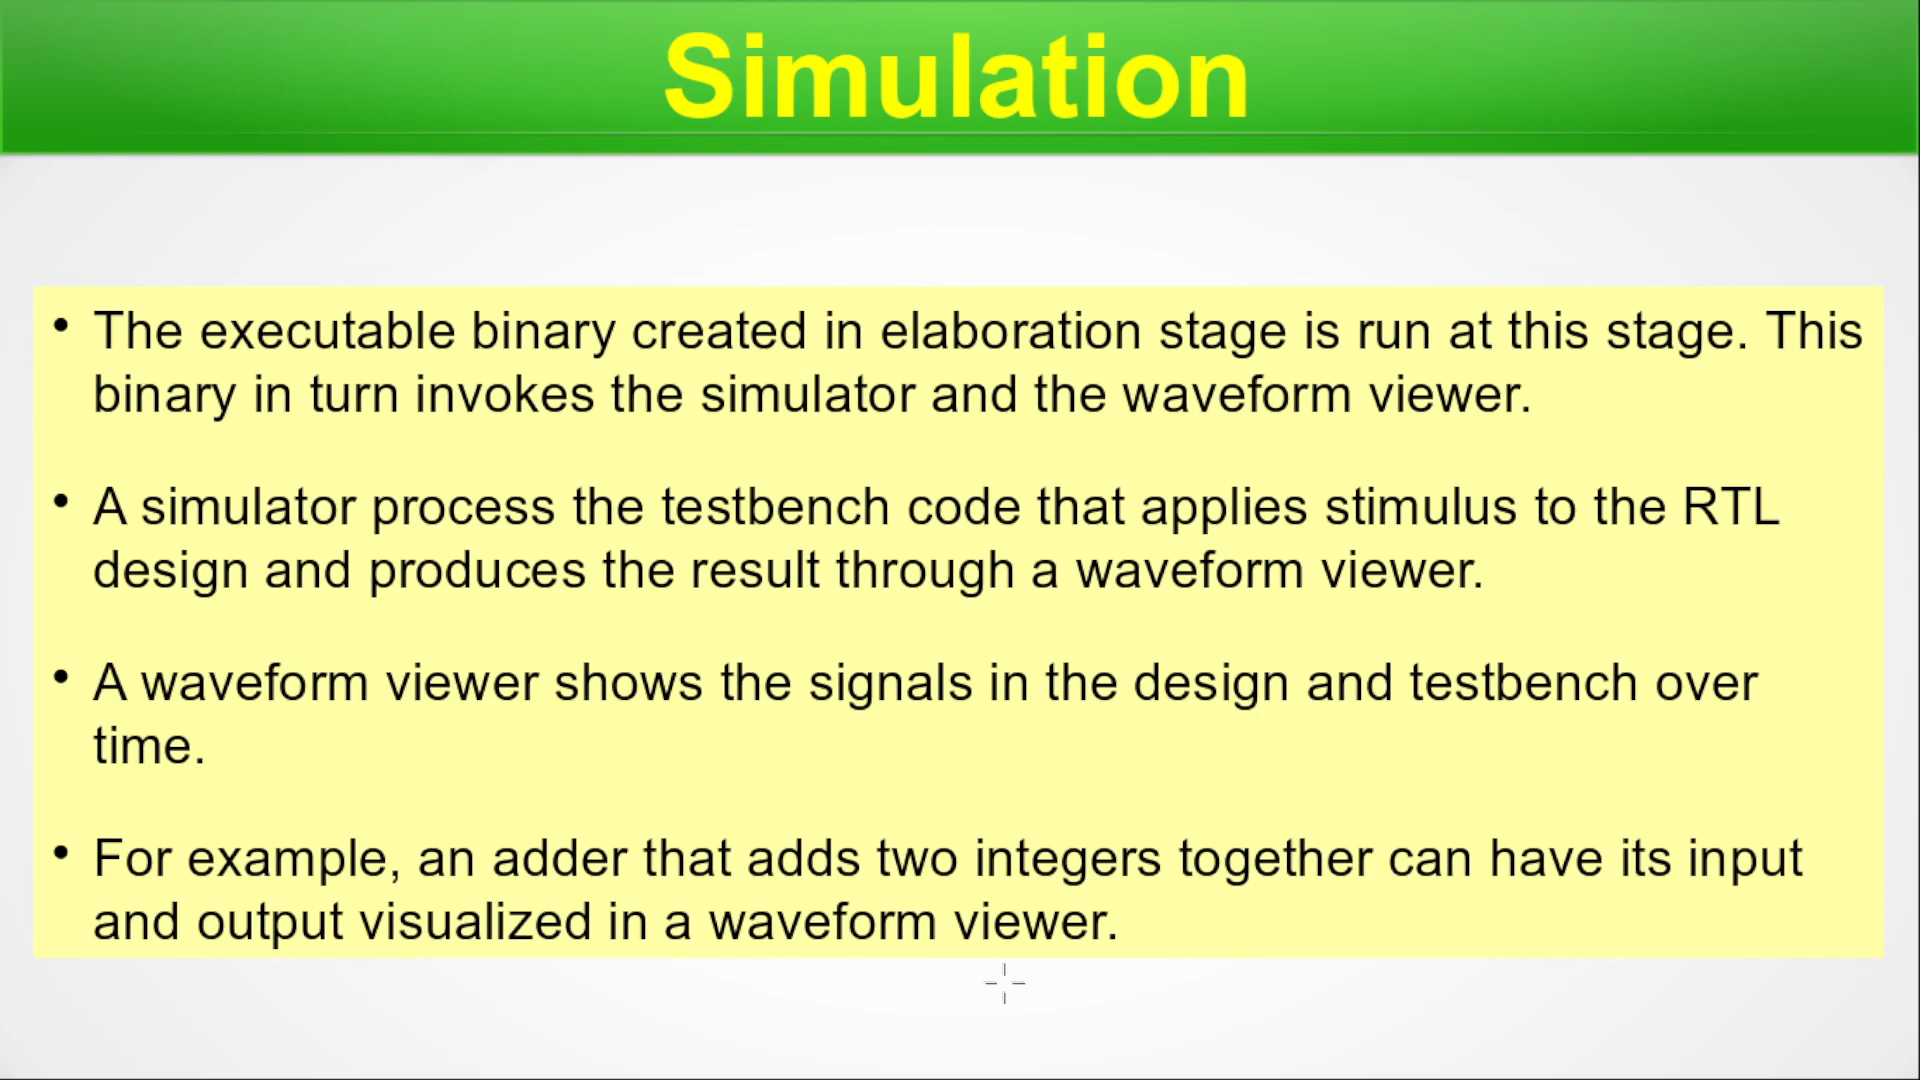 Simulation
• The executable binary created in elaboration stage is run at this stage. This
binary in turn invokes the simulator and the waveform viewer.
• A simulator process the testbench code that applies stimulus to the RTL
design and produces the result through a waveform viewer.
• A waveform viewer shows the signals in the design and testbench over
time.
• For example, an adder that adds two integers together can have its input
and output visualized in a waveform viewer.